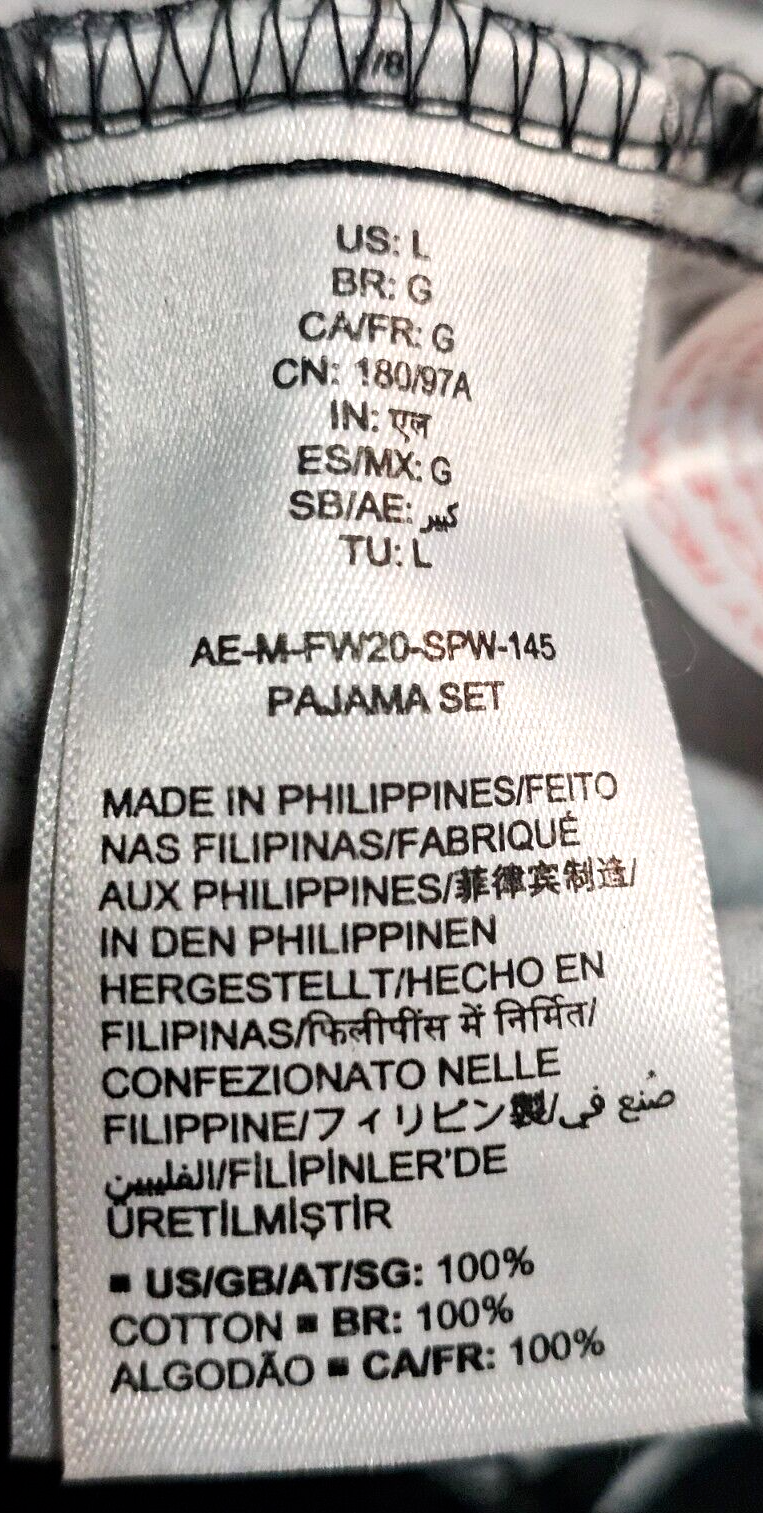 /8
US: L
BR: G
CA/FR: G
CN: 180/97A
IN: एल
ES/MX: G
SB/AE: كبير
TU: L
AE-M-FW20-SPW-145
PAJAMA SET
MADE IN PHILIPPINES/FEITO
NAS FILIPINAS/FABRIQUÉ
AUX PHILIPPINES/菲律宾制造/
IN DEN PHILIPPINEN
HERGESTELLT/HECHO EN
FILIPINAS/फिलीपींस में निर्मित/
CONFEZIONATO NELLE
FILIPPINE/フィリピン製/صُنع في
الفلبين/FİLİPİNLER'DE
ÜRETİLMİŞTİR
▪ US/GB/AT/SG: 100%
COTTON ▪ BR: 100%
ALGODÃO ▪ CA/FR: 100%